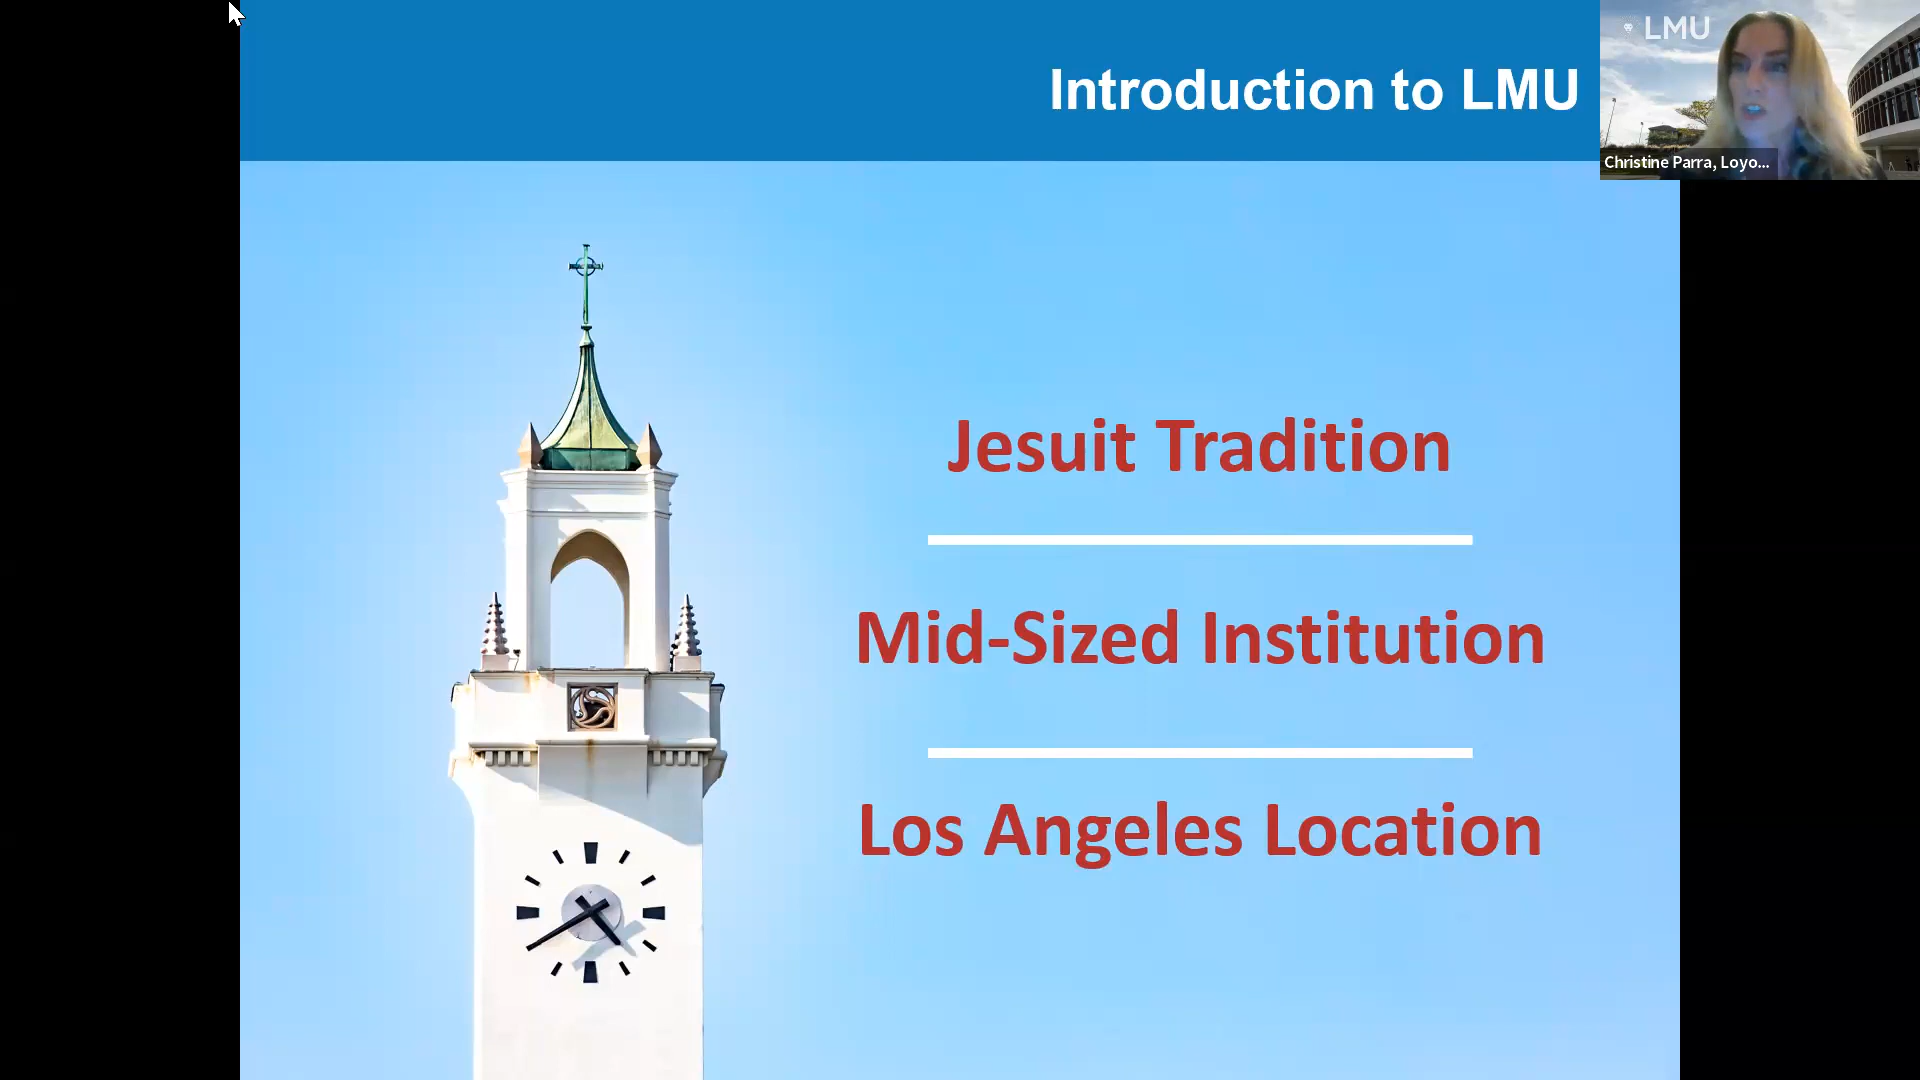 Introduction to LMU
LMU
Christine Parra, Loyo...
Jesuit Tradition
Mid-Sized Institution
Los Angeles Location